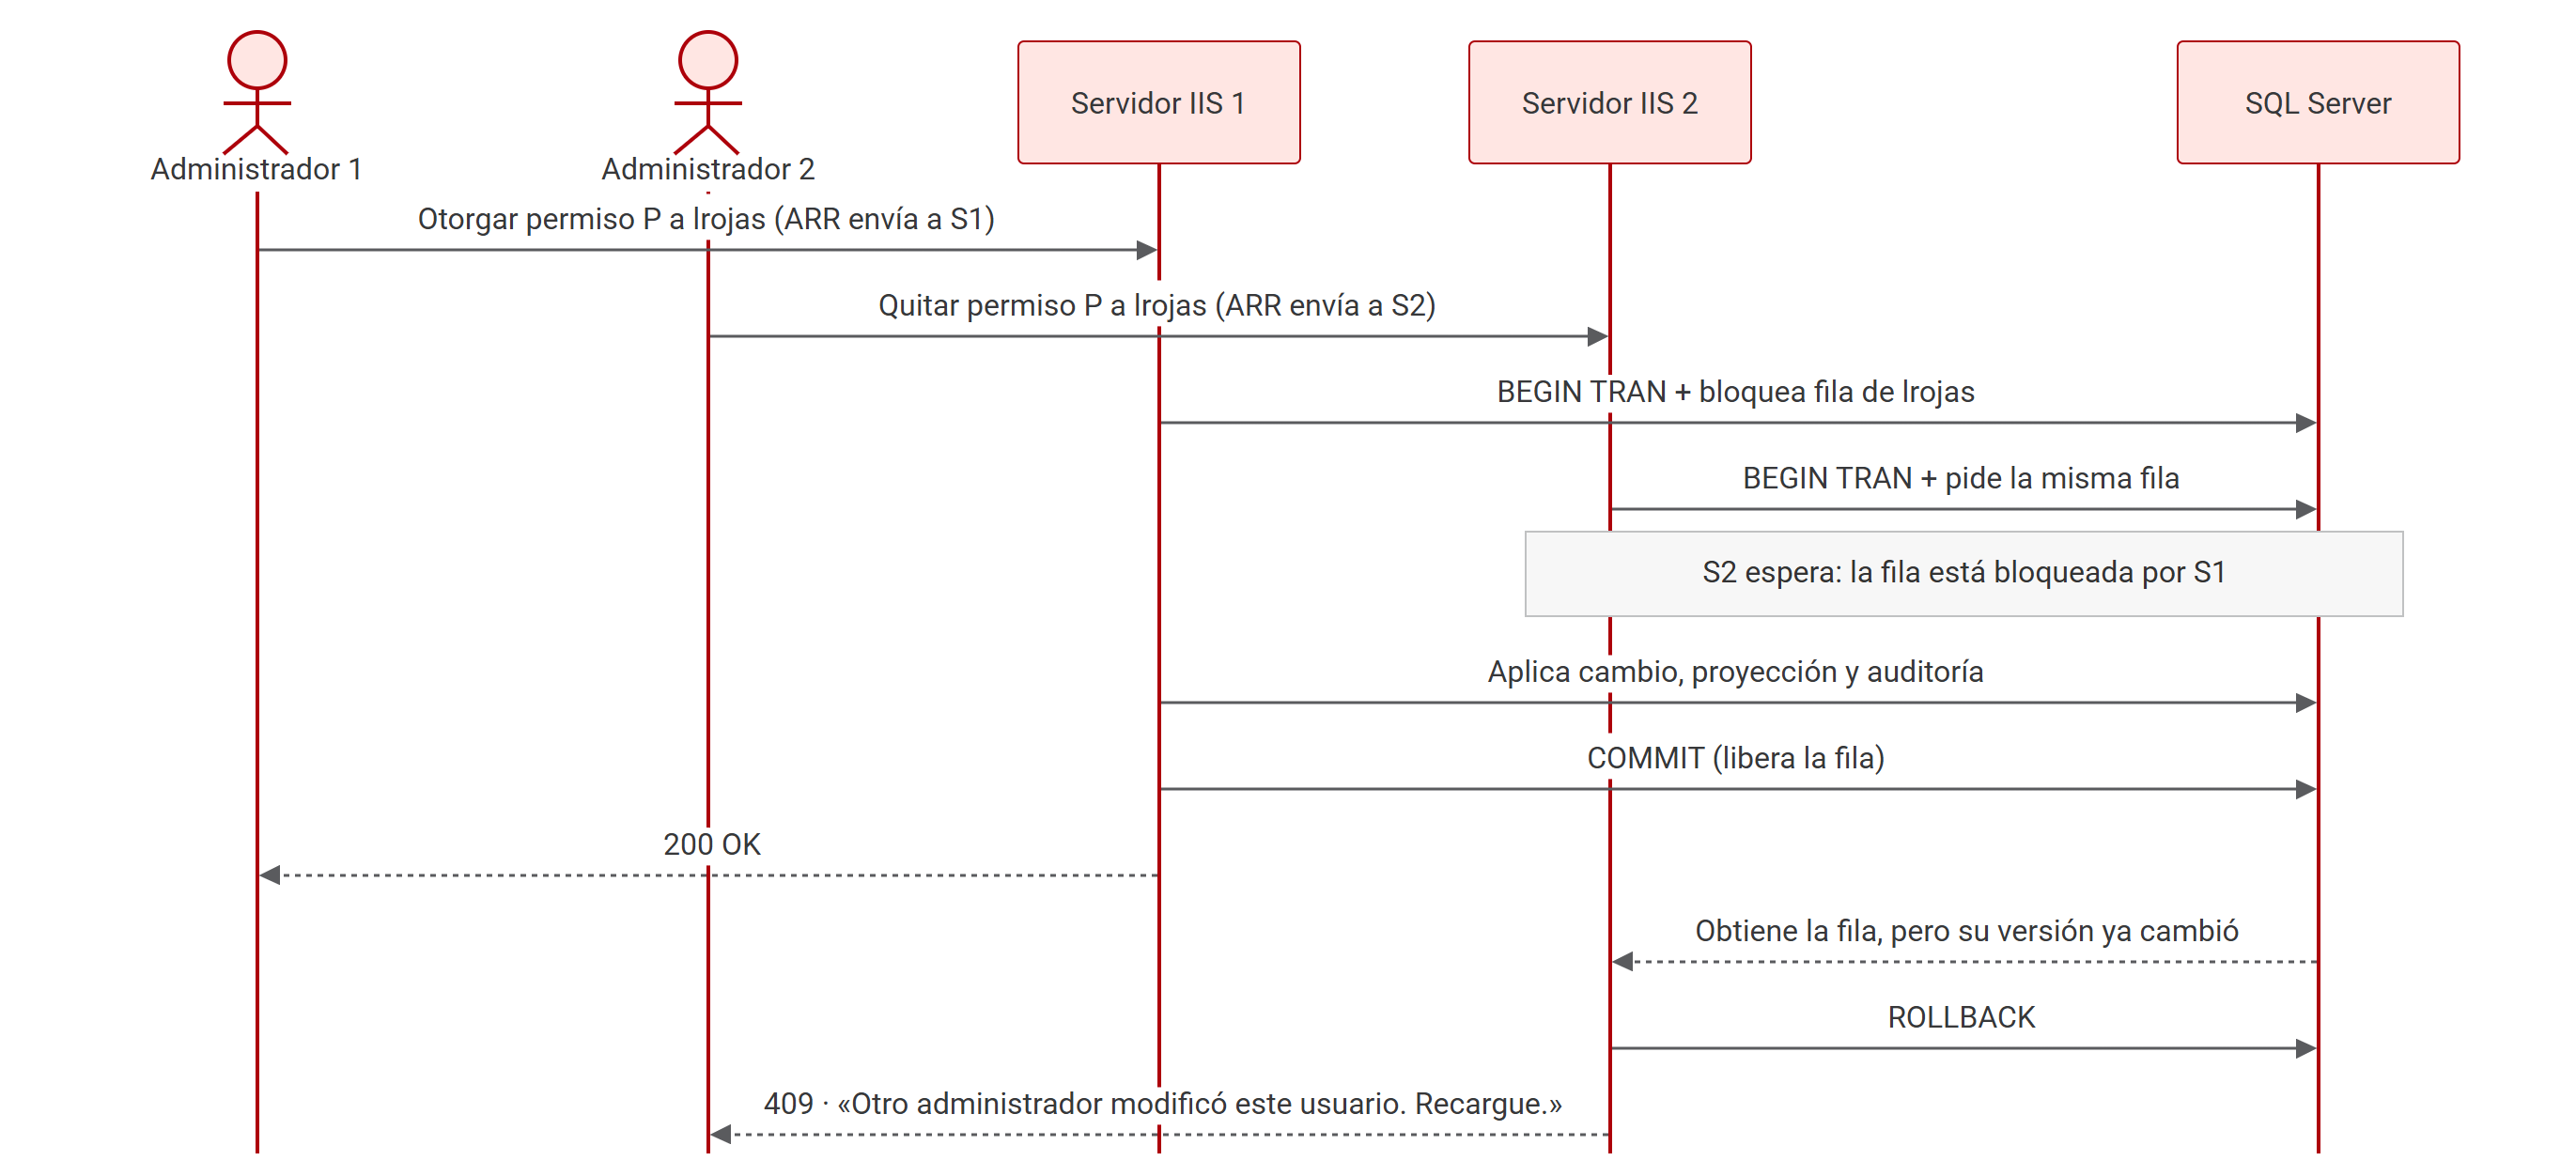 Administrador 1
Administrador 2
Servidor IIS 1
Servidor IIS 2
SQL Server
Otorgar permiso P a lrojas (ARR envía a S1)
Quitar permiso P a lrojas (ARR envía a S2)
BEGIN TRAN + bloquea fila de lrojas
BEGIN TRAN + pide la misma fila
S2 espera: la fila está bloqueada por S1
Aplica cambio, proyección y auditoría
COMMIT (libera la fila)
200 OK
Obtiene la fila, pero su versión ya cambió
ROLLBACK
409 · «Otro administrador modificó este usuario. Recargue.»